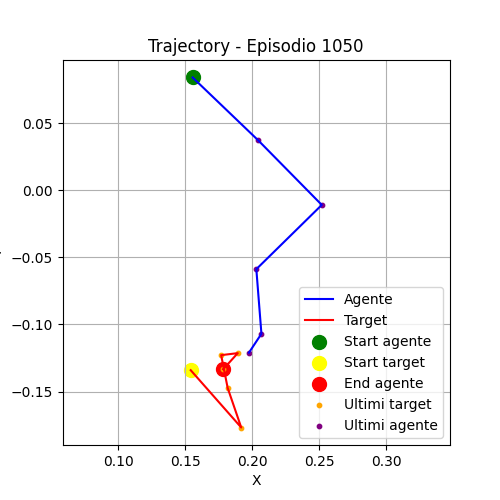 Trajectory - Episodio 1050
0.05
0.00
−0.05
−0.10
−0.15
0.10 0.15 0.20 0.25 0.30
X
Agente
Target
Start agente
Start target
End agente
Ultimi target
Ultimi agente